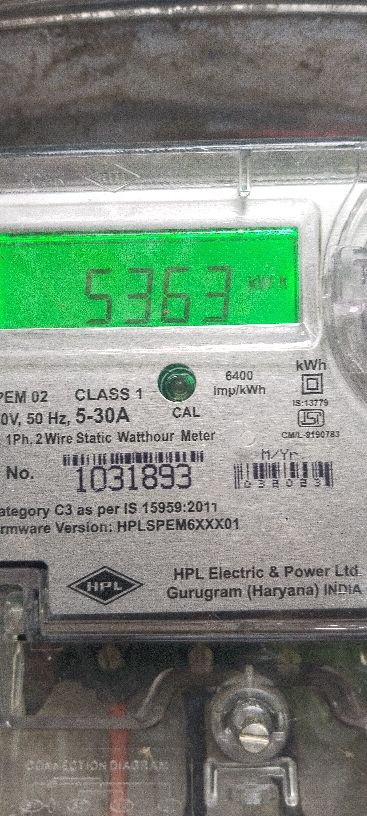 5363 kWh
PEM 02 CLASS 1
6400
imp/kWh
kWh
IS:13779
0V, 50 Hz, 5-30A
CAL
ISI
CM/L-9190783
1Ph. 2 Wire Static Watthour Meter
No. 1031893
M/Yr.
ategory C3 as per IS 15959:2011
rmware Version: HPLSPEM6XXX01
HPL
HPL Electric & Power Ltd
Gurugram (Haryana) INDIA
CONNECTION DIAGRAM